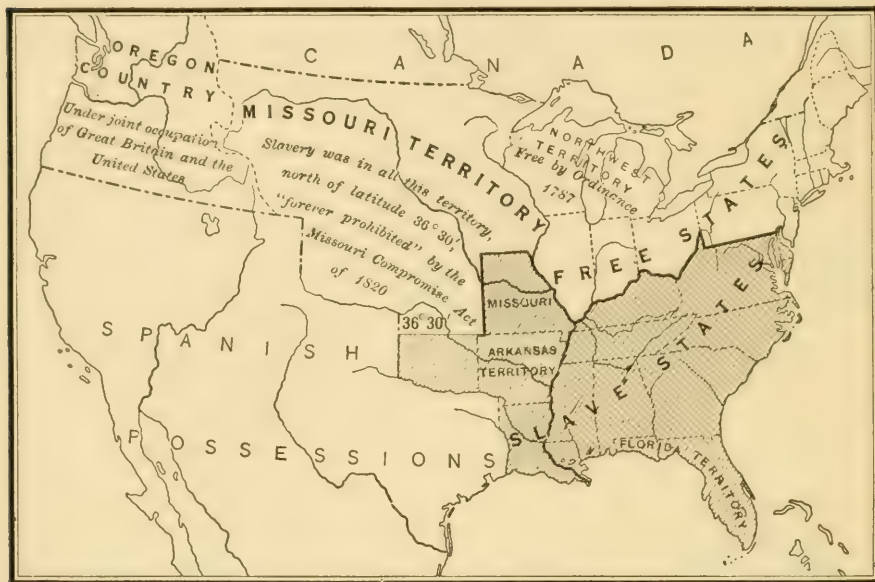 CANADA
OREGON
COUNTRY
Under joint occupation
of Great Britain and the
United States
MISSOURI TERRITORY
Slavery was in all this territory,
north of latitude 36°30',
"forever prohibited" by the
Missouri Compromise Act
of 1820
NORTHWEST
TERRITORY
Free by Ordinance
1787
FREE STATES
MISSOURI
36°30'
ARKANSAS
TERRITORY
SLAVE STATES
SPANISH
POSSESSIONS
FLORIDA TERRITORY